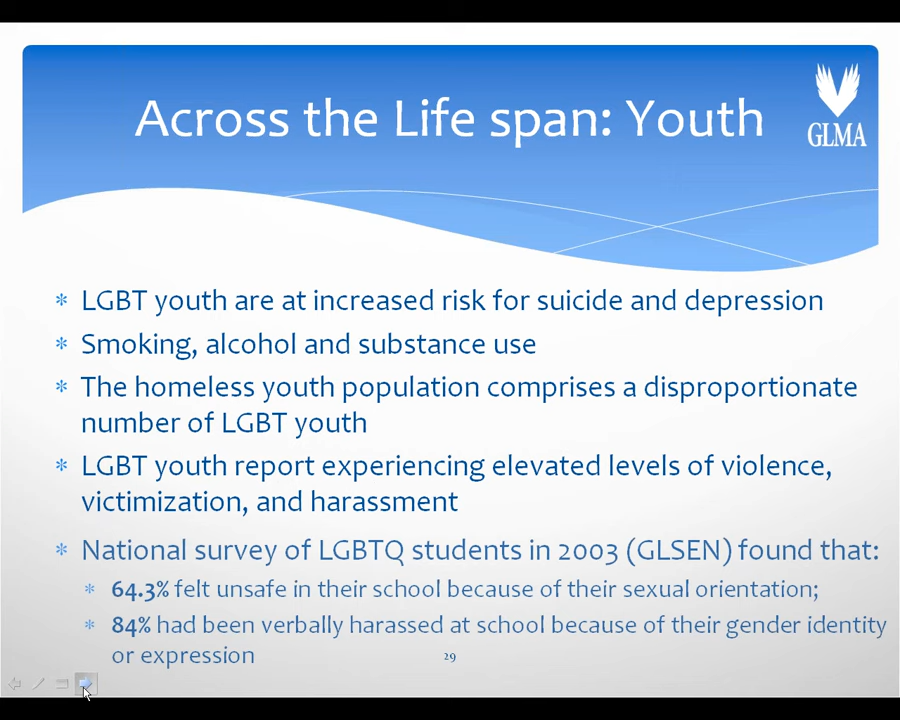 Across the Life span: Youth
GLMA
* LGBT youth are at increased risk for suicide and depression
* Smoking, alcohol and substance use
* The homeless youth population comprises a disproportionate
number of LGBT youth
* LGBT youth report experiencing elevated levels of violence,
victimization, and harassment
* National survey of LGBTQ students in 2003 (GLSEN) found that:
* 64.3% felt unsafe in their school because of their sexual orientation;
* 84% had been verbally harassed at school because of their gender identity
or expression
29